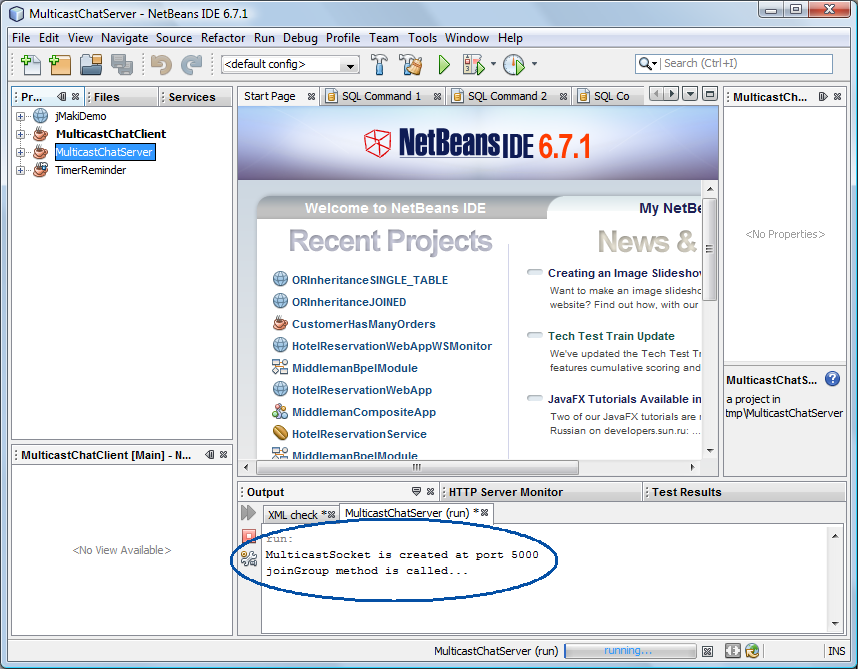 MulticastChatServer - NetBeans IDE 6.7.1
File Edit View Navigate Source Refactor Run Debug Profile Team Tools Window Help
<default config>
Search (Ctrl+I)
Pr...
Files
Services
jMakiDemo
MulticastChatClient
MulticastChatServer
TimerReminder
Start Page
SQL Command 1
SQL Command 2
SQL Co
NetBeans IDE 6.7.1
Welcome to NetBeans IDE
My NetBe
Recent Projects
ORInheritanceSINGLE_TABLE
ORInheritanceJOINED
CustomerHasManyOrders
HotelReservationWebAppWSMonitor
MiddlemanBpelModule
HotelReservationWebApp
MiddlemanCompositeApp
HotelReservationService
MiddlemanBpelModule
News &
Creating an Image Slideshow
Want to make an image slidesho
website? Find out how, with our
Tech Test Train Update
We've updated the Tech Test Tr
features cumulative scoring and
JavaFX Tutorials Available in
Two of our JavaFX tutorials are
Russian on developers.sun.ru: ...
MulticastCh...
<No Properties>
MulticastChatS...
a project in
tmp\MulticastChatServer
MulticastChatClient [Main] - N...
<No View Available>
Output
HTTP Server Monitor
Test Results
XML check *
MulticastChatServer (run) *
run:
MulticastSocket is created at port 5000
joinGroup method is called...
MulticastChatServer (run)
running...
INS